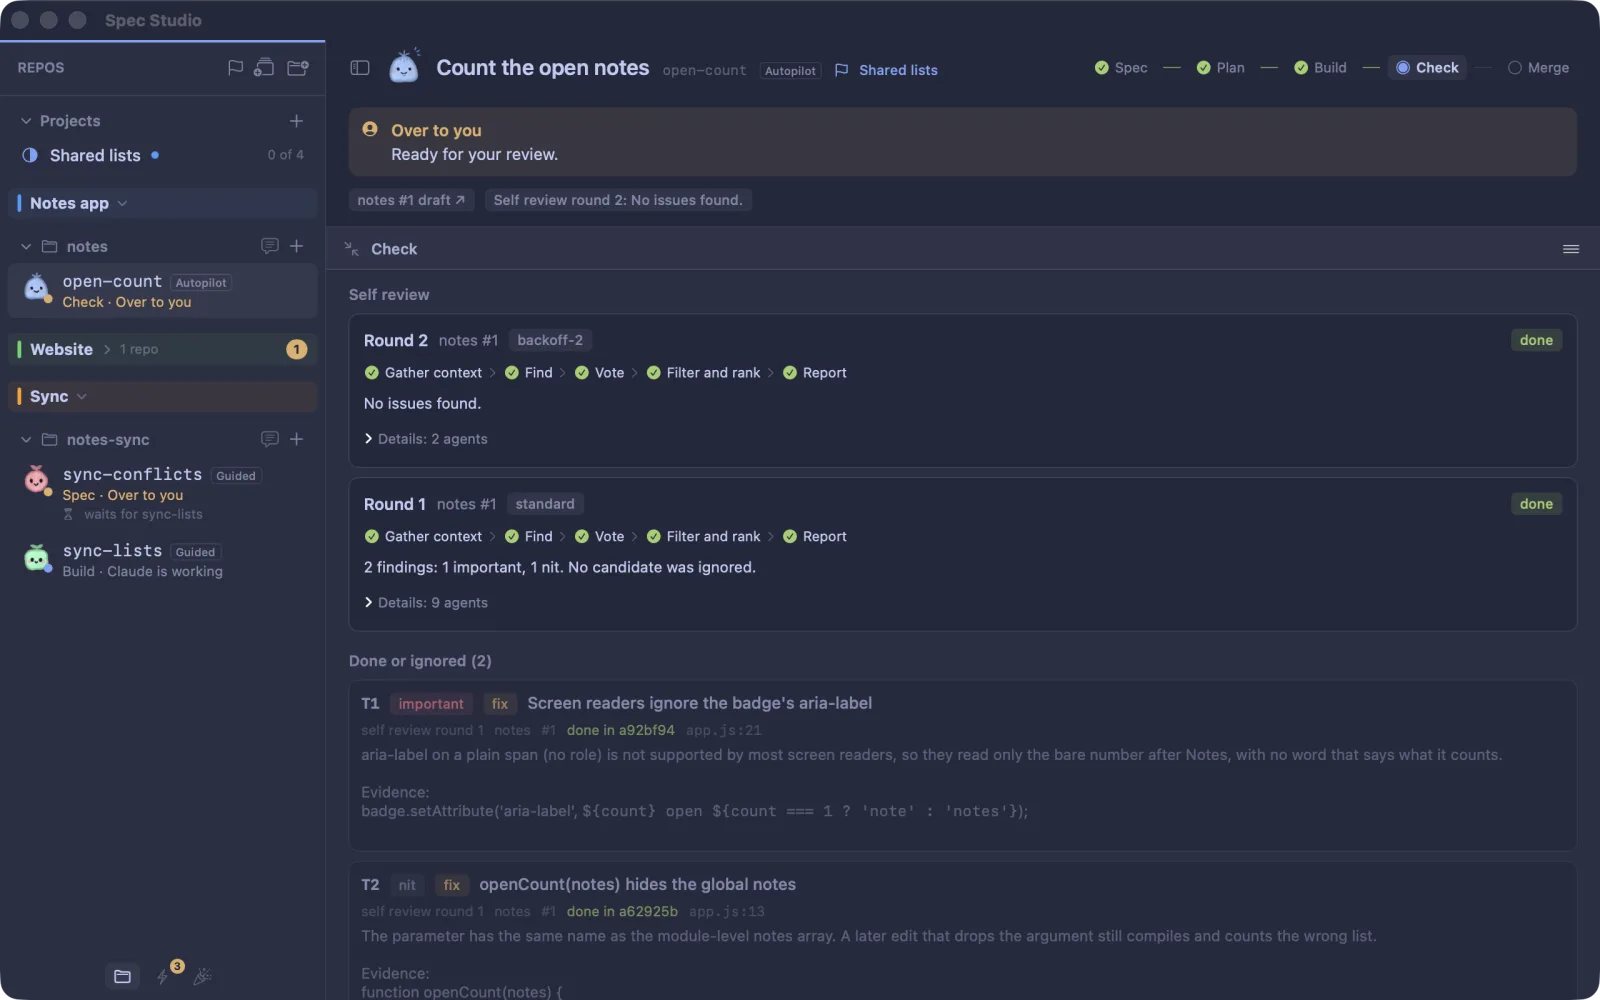 Spec Studio
REPOS
Projects
Shared lists 0 of 4
Notes app
notes
open-count Autopilot
Check · Over to you
Website 1 repo 1
Sync
notes-sync
sync-conflicts Guided
Spec · Over to you
waits for sync-lists
sync-lists Guided
Build · Claude is working
3
Count the open notes open-count Autopilot Shared lists
Spec Plan Build Check Merge
Over to you
Ready for your review.
notes #1 draft ↗ Self review round 2: No issues found.
Check
Self review
Round 2 notes #1 backoff-2 done
Gather context > Find > Vote > Filter and rank > Report
No issues found.
Details: 2 agents
Round 1 notes #1 standard done
Gather context > Find > Vote > Filter and rank > Report
2 findings: 1 important, 1 nit. No candidate was ignored.
Details: 9 agents
Done or ignored (2)
T1 important fix Screen readers ignore the badge's aria-label
self review round 1 notes #1 done in a92bf94 app.js:21
aria-label on a plain span (no role) is not supported by most screen readers, so they read only the bare number after Notes, with no word that says what it counts.
Evidence:
badge.setAttribute('aria-label', ${count} open ${count === 1 ? 'note' : 'notes'});
T2 nit fix openCount(notes) hides the global notes
self review round 1 notes #1 done in a62925b app.js:13
The parameter has the same name as the module-level notes array. A later edit that drops the argument still compiles and counts the wrong list.
Evidence:
function openCount(notes) {